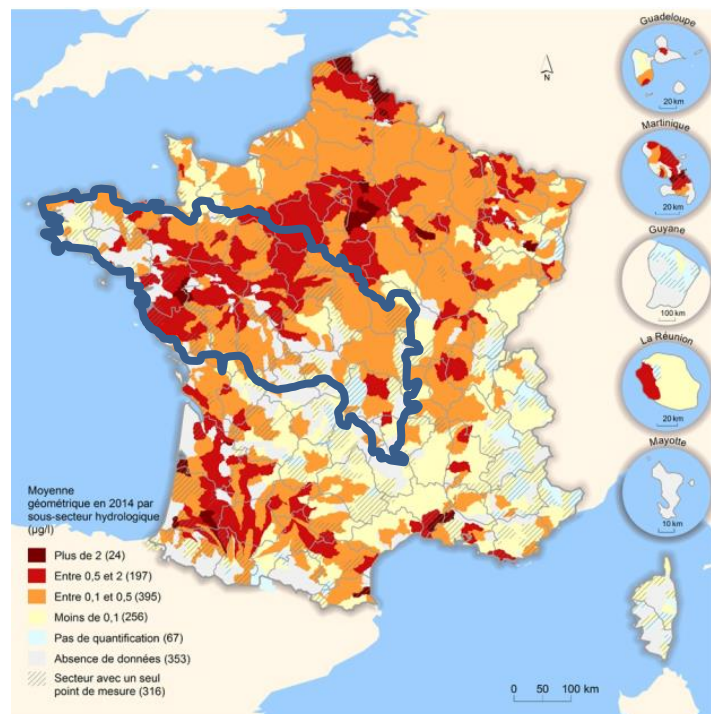 Guadeloupe
20 km
Martinique
20 km
Guyane
100 km
La Réunion
20 km
Mayotte
10 km
N
Moyenne
géométrique en 2014 par
sous-secteur hydrologique
(µg/l)
Plus de 2 (24)
Entre 0,5 et 2 (197)
Entre 0,1 et 0,5 (395)
Moins de 0,1 (256)
Pas de quantification (67)
Absence de données (353)
Secteur avec un seul
point de mesure (316)
0 50 100 km